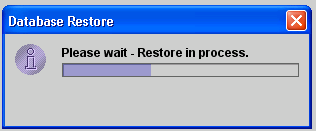 Database Restore
Please wait - Restore in process.